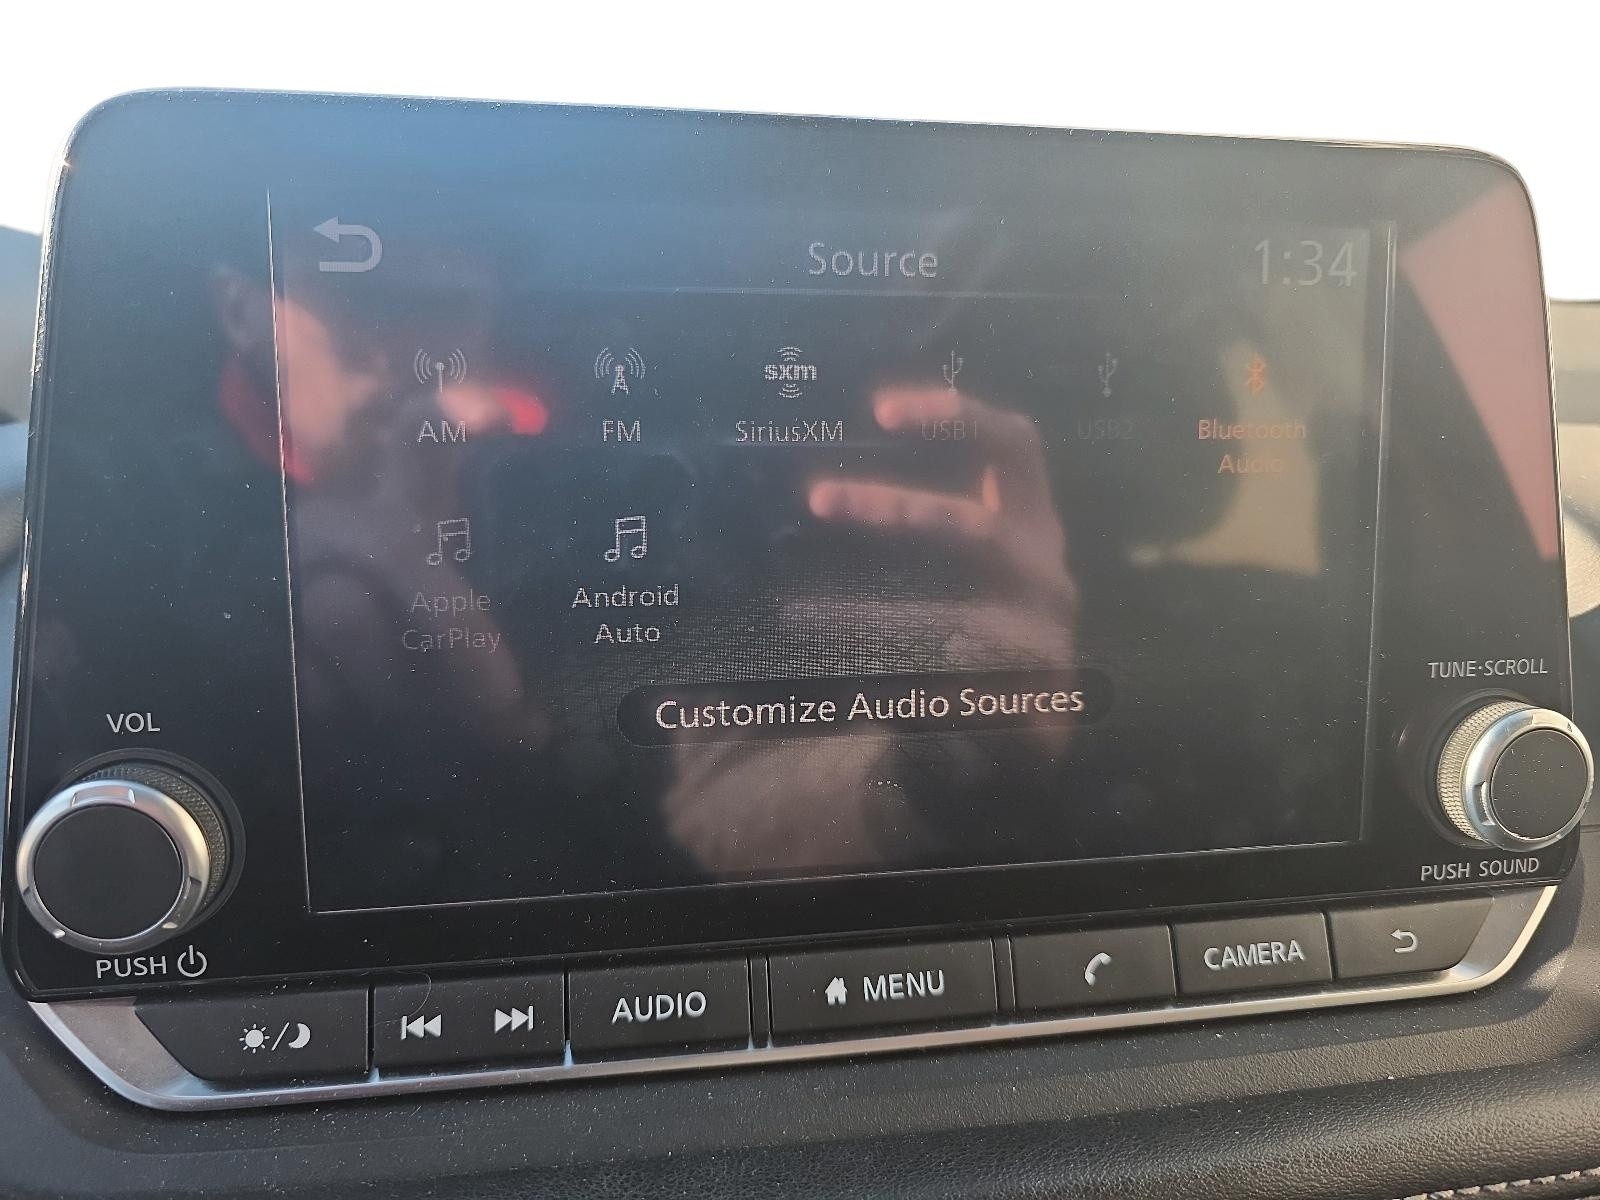 Source
1:34
sxm
AM
FM
SiriusXM
USB1
USB2
Bluetooth
Audio
Apple
CarPlay
Android
Auto
Customize Audio Sources
VOL
PUSH
TUNE·SCROLL
PUSH SOUND
AUDIO
MENU
CAMERA